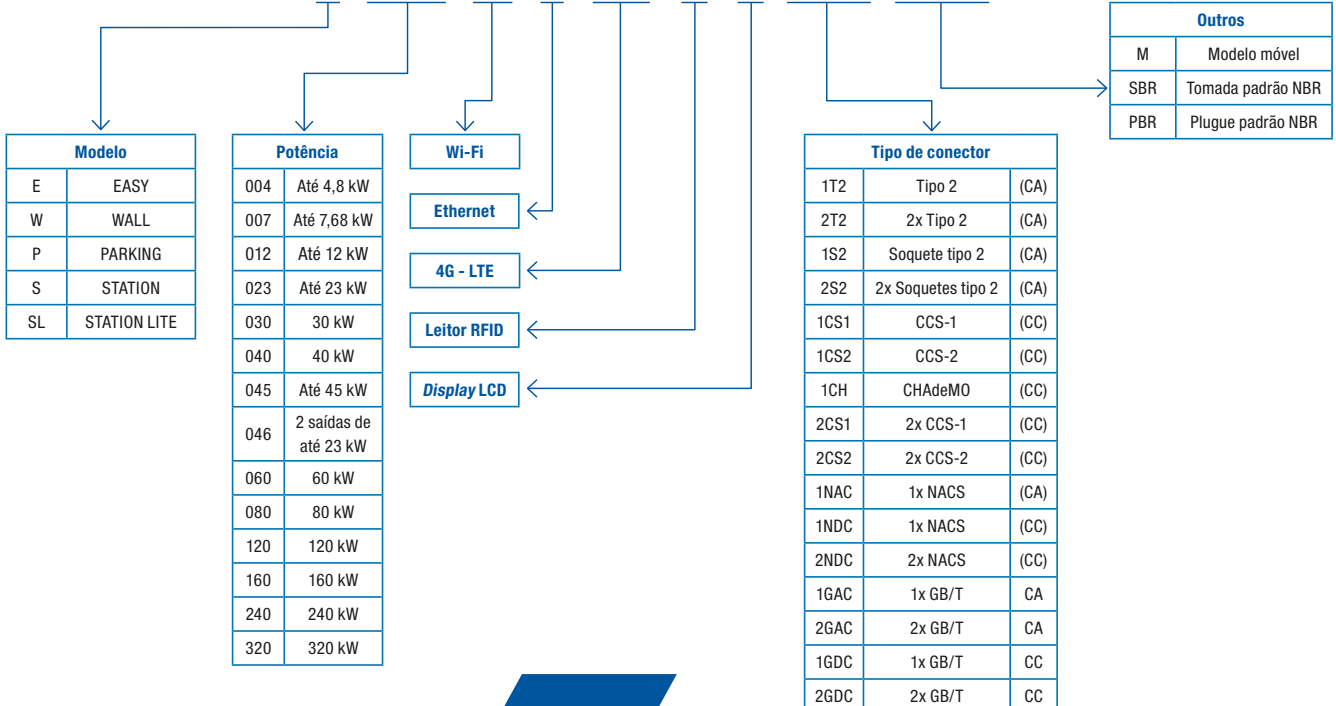 Outros
M Modelo móvel
SBR Tomada padrão NBR
PBR Plugue padrão NBR
Modelo
E EASY
W WALL
P PARKING
S STATION
SL STATION LITE
Potência
004 Até 4,8 kW
007 Até 7,68 kW
012 Até 12 kW
023 Até 23 kW
030 30 kW
040 40 kW
045 Até 45 kW
046 2 saídas de
até 23 kW
060 60 kW
080 80 kW
120 120 kW
160 160 kW
240 240 kW
320 320 kW
Wi-Fi
Ethernet
4G - LTE
Leitor RFID
Display LCD
Tipo de conector
1T2 Tipo 2 (CA)
2T2 2x Tipo 2 (CA)
1S2 Soquete tipo 2 (CA)
2S2 2x Soquetes tipo 2 (CA)
1CS1 CCS-1 (CC)
1CS2 CCS-2 (CC)
1CH CHAdeMO (CC)
2CS1 2x CCS-1 (CC)
2CS2 2x CCS-2 (CC)
1NAC 1x NACS (CA)
1NDC 1x NACS (CC)
2NDC 2x NACS (CC)
1GAC 1x GB/T CA
2GAC 2x GB/T CA
1GDC 1x GB/T CC
2GDC 2x GB/T CC